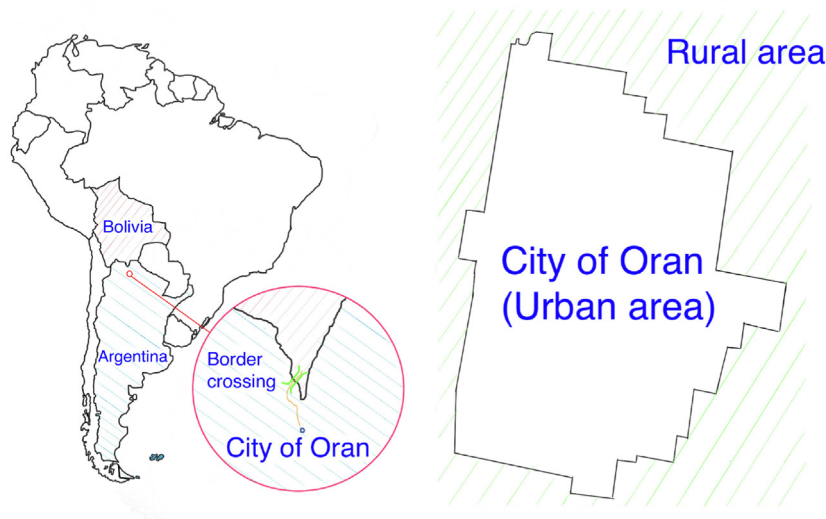 Bolivia
Argentina
Border
crossing
City of Oran
Rural area
City of Oran
(Urban area)